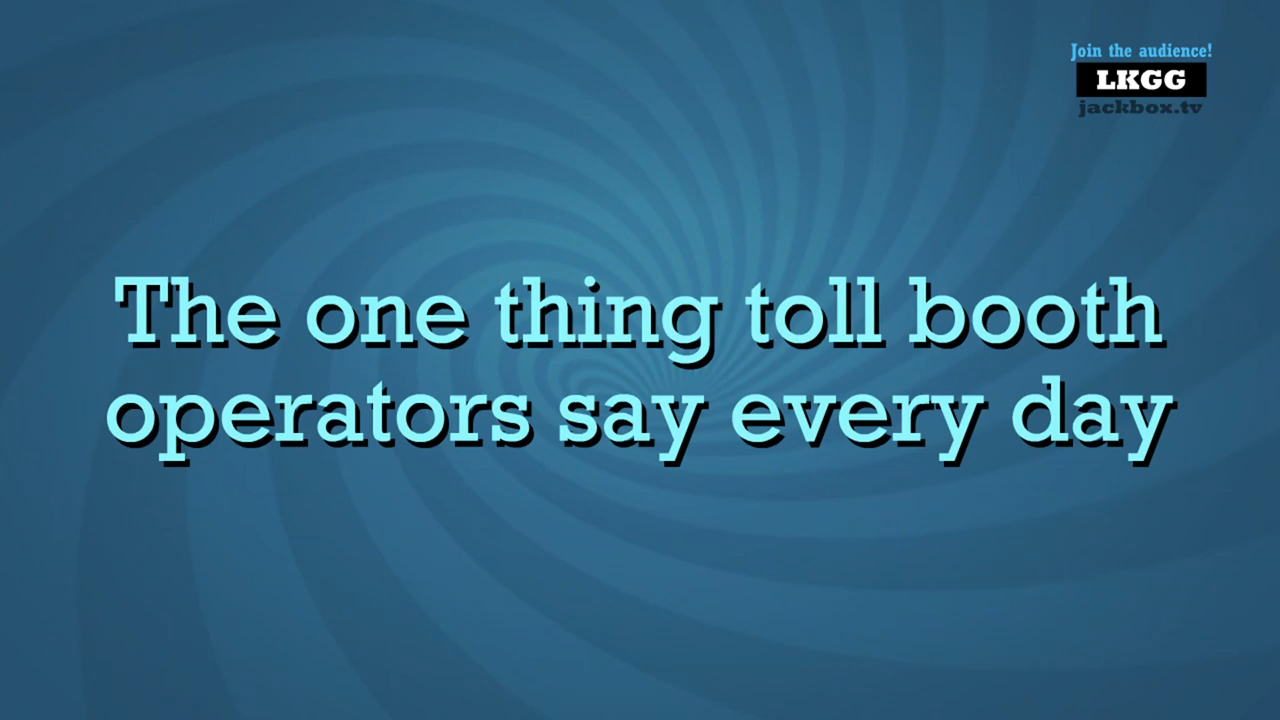 Join the audience!
LKGG
jackbox.tv
The one thing toll booth
operators say every day